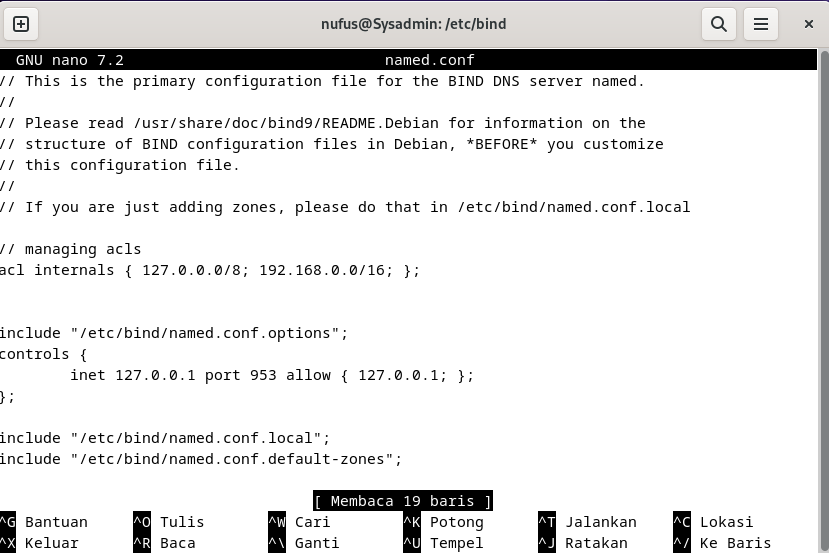 nufus@Sysadmin: /etc/bind
GNU nano 7.2 named.conf
// This is the primary configuration file for the BIND DNS server named.
//
// Please read /usr/share/doc/bind9/README.Debian for information on the
// structure of BIND configuration files in Debian, *BEFORE* you customize
// this configuration file.
//
// If you are just adding zones, please do that in /etc/bind/named.conf.local
// managing acls
acl internals { 127.0.0.0/8; 192.168.0.0/16; };
include "/etc/bind/named.conf.options";
controls {
        inet 127.0.0.1 port 953 allow { 127.0.0.1; };
};
include "/etc/bind/named.conf.local";
include "/etc/bind/named.conf.default-zones";
[ Membaca 19 baris ]
^G Bantuan ^O Tulis ^W Cari ^K Potong ^T Jalankan ^C Lokasi
^X Keluar ^R Baca ^\ Ganti ^U Tempel ^J Ratakan ^/ Ke Baris